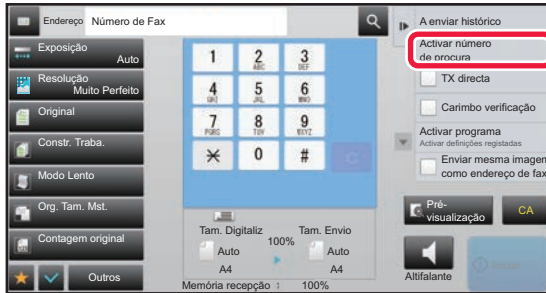 Endereço Número de Fax
Exposição
Auto
Resolução
Muito Perfeito
Original
Constr. Traba.
Modo Lento
Org. Tam. Mst.
Contagem original
Outros
1
2
ABC
3
DEF
4
GHI
5
JKL
6
MNO
7
PQRS
8
TUV
9
WXYZ
0
#
C
Tam. Digitaliz
100%
Tam. Envio
Auto
A4
Auto
A4
Memória recepção : 100%
A enviar histórico
Activar número
de procura
TX directa
Carimbo verificação
Activar programa
Activar definições registadas
Enviar mesma imagem
como endereço de fax
Pré-
visualização
CA
Altifalante